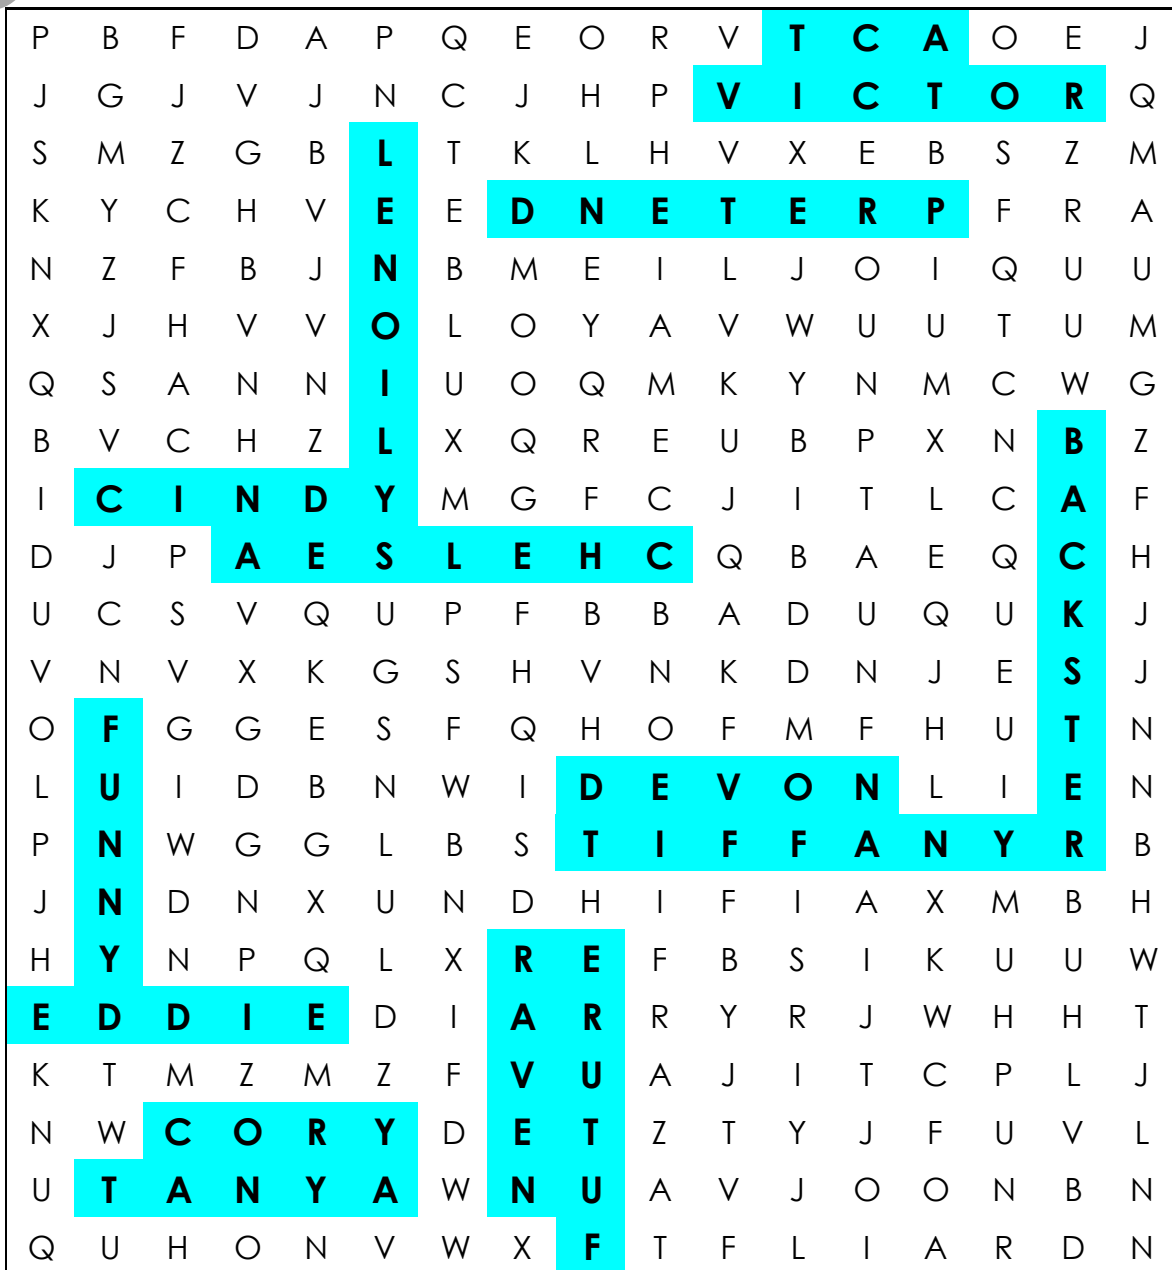 P B F D A P Q E O R V T C A O E J
J G J V J N C J H P V I C T O R Q
S M Z G B L T K L H V X E B S Z M
K Y C H V E E D N E T E R P F R A
N Z F B J N B M E I L J O I Q U U
X J H V V O L O Y A V W U U T U M
Q S A N N I U O Q M K Y N M C W G
B V C H Z L X Q R E U B P X N B Z
I C I N D Y M G F C J I T L C A F
D J P A E S L E H C Q B A E Q C H
U C S V Q U P F B B A D U Q U K J
V N V X K G S H V N K D N J E S J
O F G G E S F Q H O F M F H U T N
L U I D B N W I D E V O N L I E N
P N W G G L B S T I F F A N Y R B
J N D N X U N D H I F I A X M B H
H Y N P Q L X R E F B S I K U U W
E D D I E D I A R R Y R J W H H T
K T M Z M Z F V U A J I T C P L J
N W C O R Y D E T Z T Y J F U V L
U T A N Y A W N U A V J O O N B N
Q U H O N V W X F T F L I A R D N